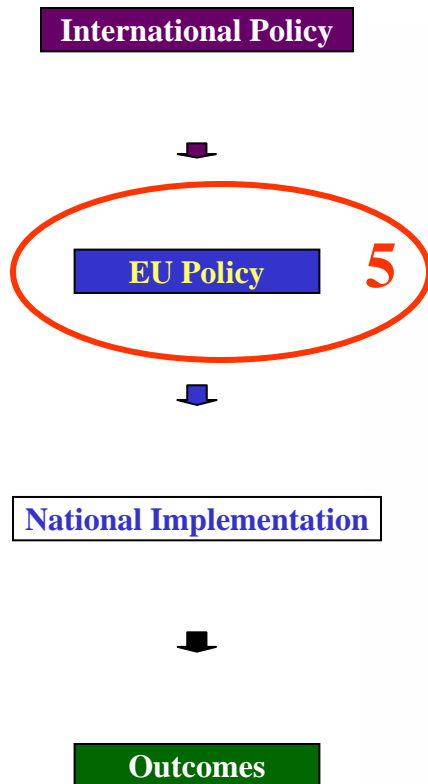 International Policy
EU Policy 5
National Implementation
Outcomes